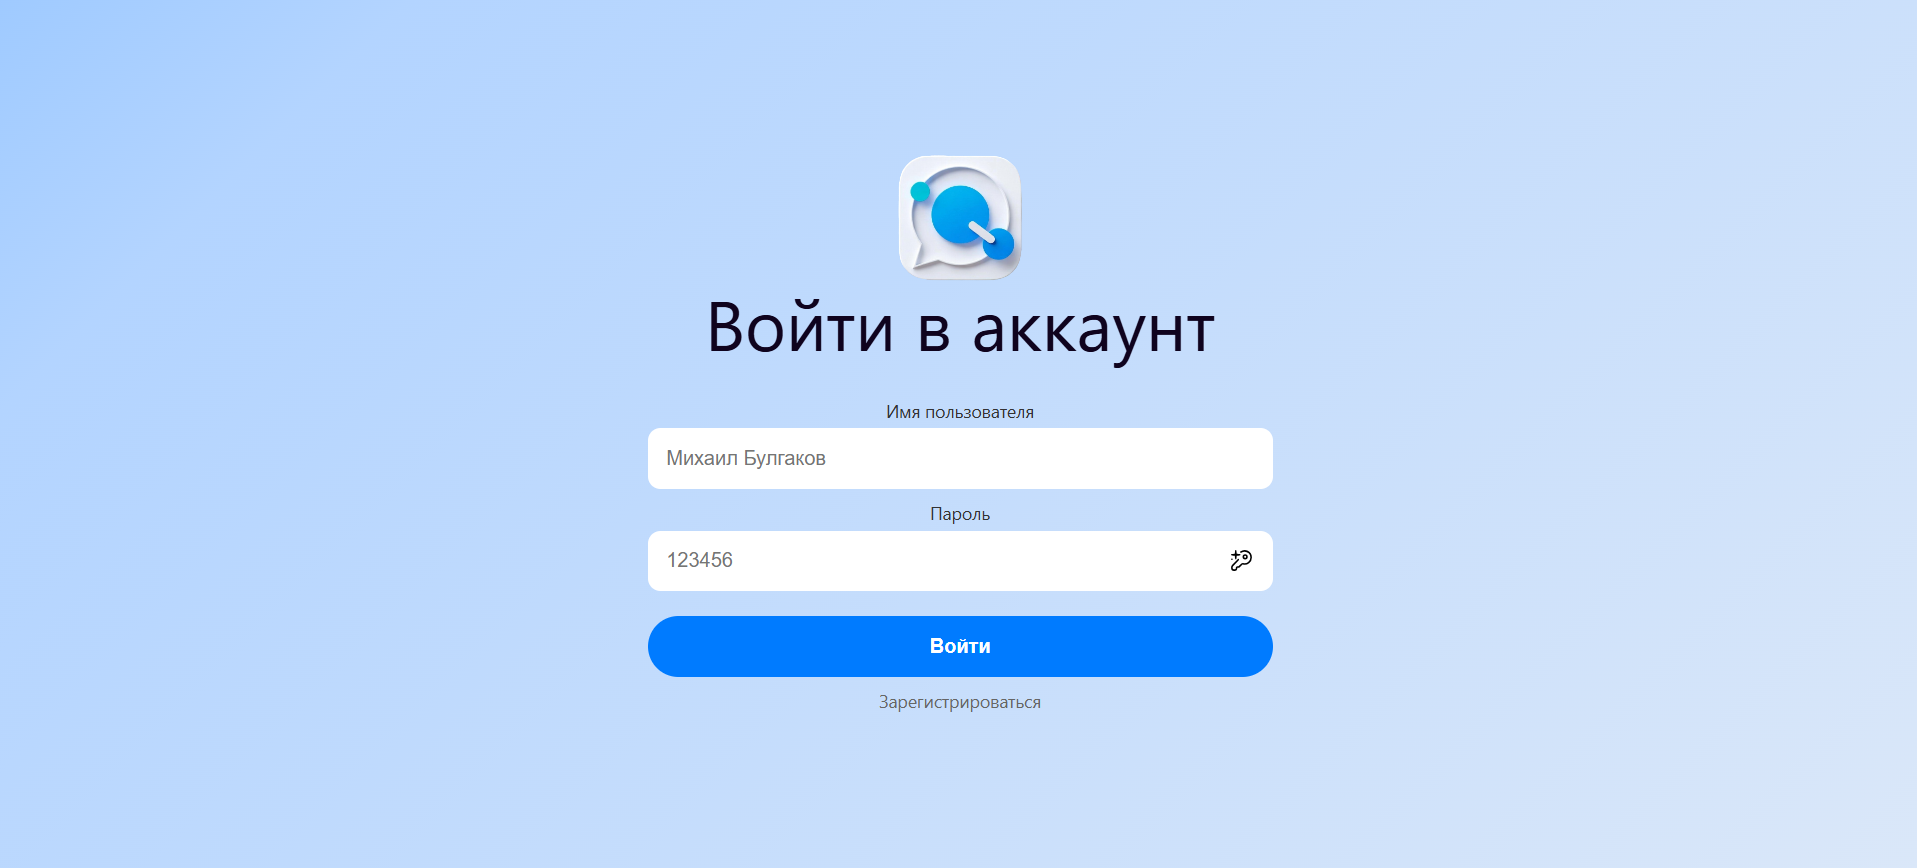 Войти в аккаунт
Имя пользователя
Михаил Булгаков
Пароль
123456
Войти
Зарегистрироваться